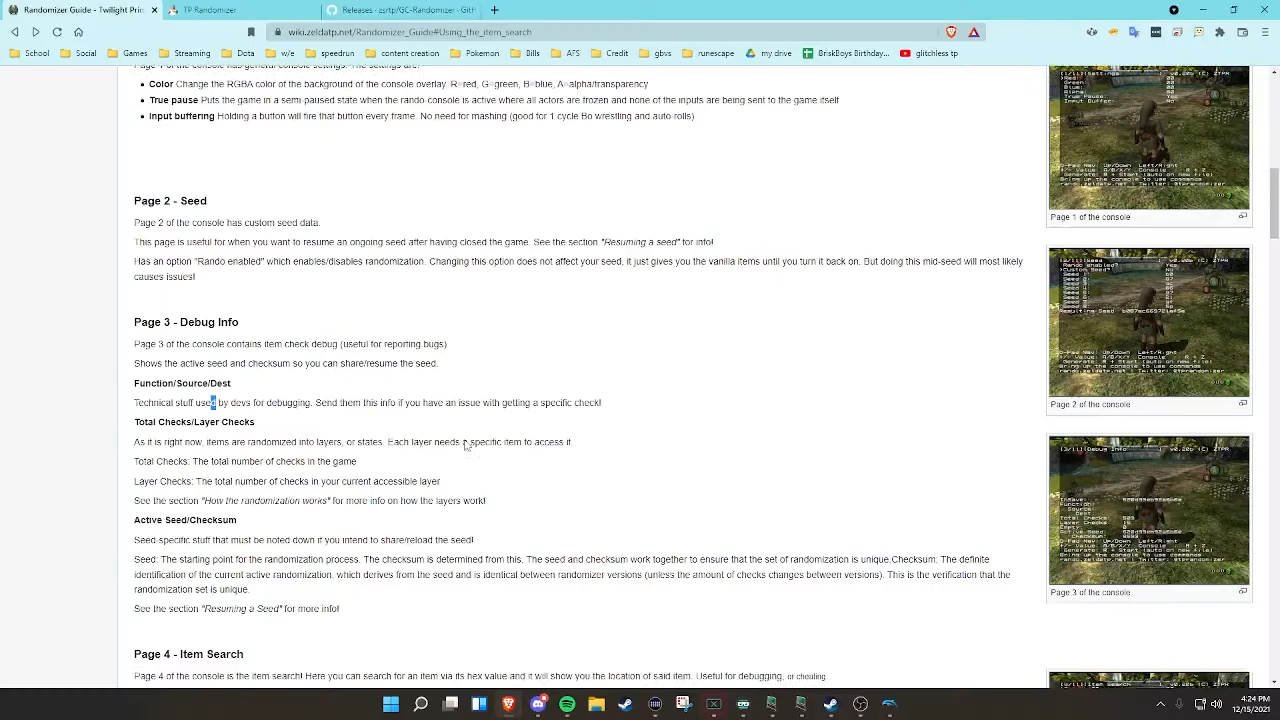 Randomizer Guide - Twilight Prin
TP.Randomizer
Releases · zsrtp/GC-Randomizer · GitH
wiki.zeldatp.net/Randomizer_Guide#Using_the_item_search
School
Social
Games
Streaming
Dota
w/e
speedrun
content creation
Pokemon
Bills
AFS
Credit
gbvs
runescape
my drive
BriskBoys Birthday...
glitchless tp
Color Change the RGBA color of the background of the console overlay. R=red, G=green, B=blue, A=alpha/transparency
True pause Puts the game in a semi-paused state when this rando console is active where all actors are frozen and none of the inputs are being sent to the game itself
Input buffering Holding a button will fire that button every frame. No need for mashing (good for 1 cycle Bo wrestling and auto-rolls)
Page 1 of the console
Page 2 - Seed
Page 2 of the console has custom seed data.
This page is useful for when you want to resume an ongoing seed after having closed the game. See the section "Resuming a seed" for info!
Has an option "Rando enabled" which enables/disables randomization. Changing this option does not affect your seed, it just gives you the vanilla items until you turn it back on. But doing this mid-seed will most likely
causes issues!
Page 2 of the console
Page 3 - Debug Info
Page 3 of the console contains item check debug (useful for reporting bugs)
Shows the active seed and checksum so you can share/resume the seed.
Function/Source/Dest
Technical stuff used by devs for debugging. Send them this info if you have an issue with getting a specific check!
Total Checks/Layer Checks
As it is right now, items are randomized into layers, or states. Each layer needs a specific item to access it.
Total Checks: The total number of checks in the game
Layer Checks: The total number of checks in your current accessible layer
See the section "How the randomization works" for more info on how the layers work!
Active Seed/Checksum
Seed-specific stuff that must be noted down if you intend to share/reload the seed.
Seed: The starting point for the randomization procedure. All checks are derived from this. The seed and checksum work together to ensure that the set of randomization is unique.Checksum: The definite
identification of the current active randomization, which derives from the seed and is identical between randomizer versions (unless the amount of checks changes between versions). This is the verification that the
randomization set is unique.
See the section "Resuming a Seed" for more info!
Page 3 of the console
Page 4 - Item Search
Page 4 of the console is the item search! Here you can search for an item via its hex value and it will show you the location of said item. Useful for debugging, or cheating
4:24 PM
12/15/2021